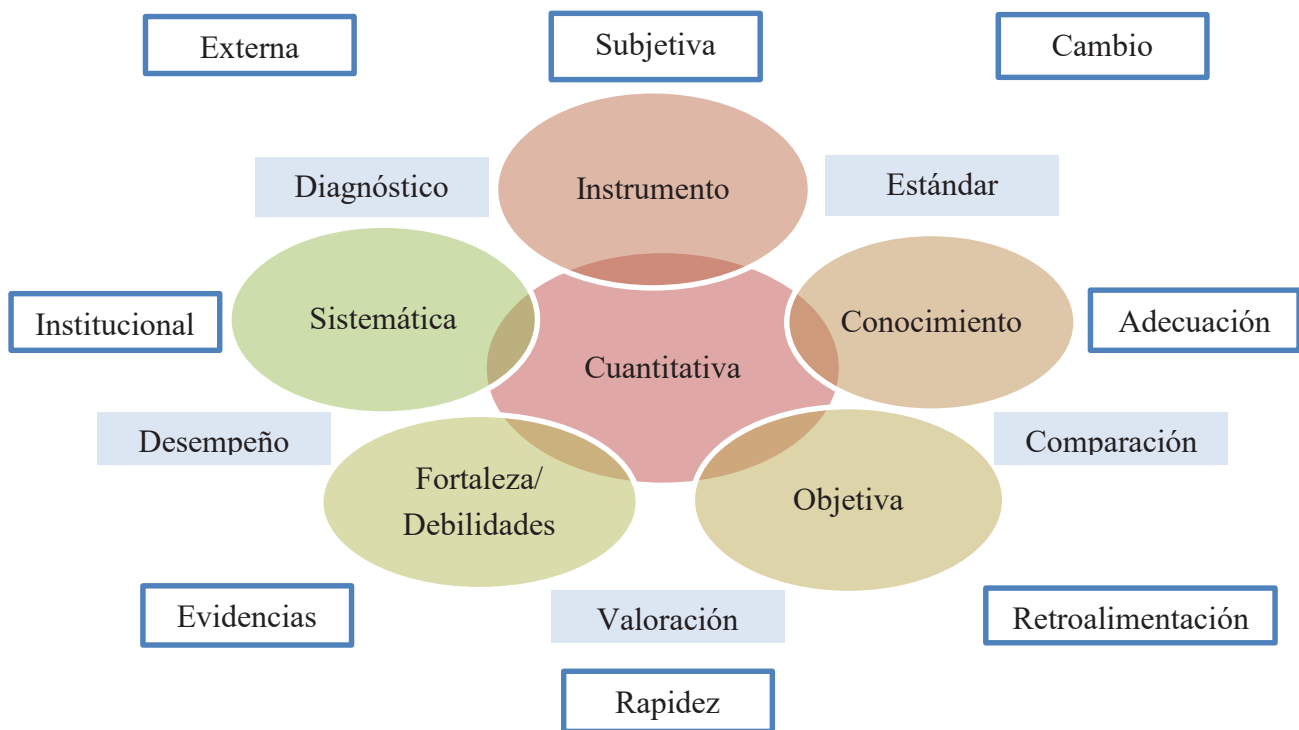 Externa
Subjetiva
Cambio
Diagnóstico
Instrumento
Estándar
Institucional
Sistemática
Conocimiento
Adecuación
Cuantitativa
Desempeño
Comparación
Fortaleza/
Debilidades
Objetiva
Evidencias
Valoración
Retroalimentación
Rapidez